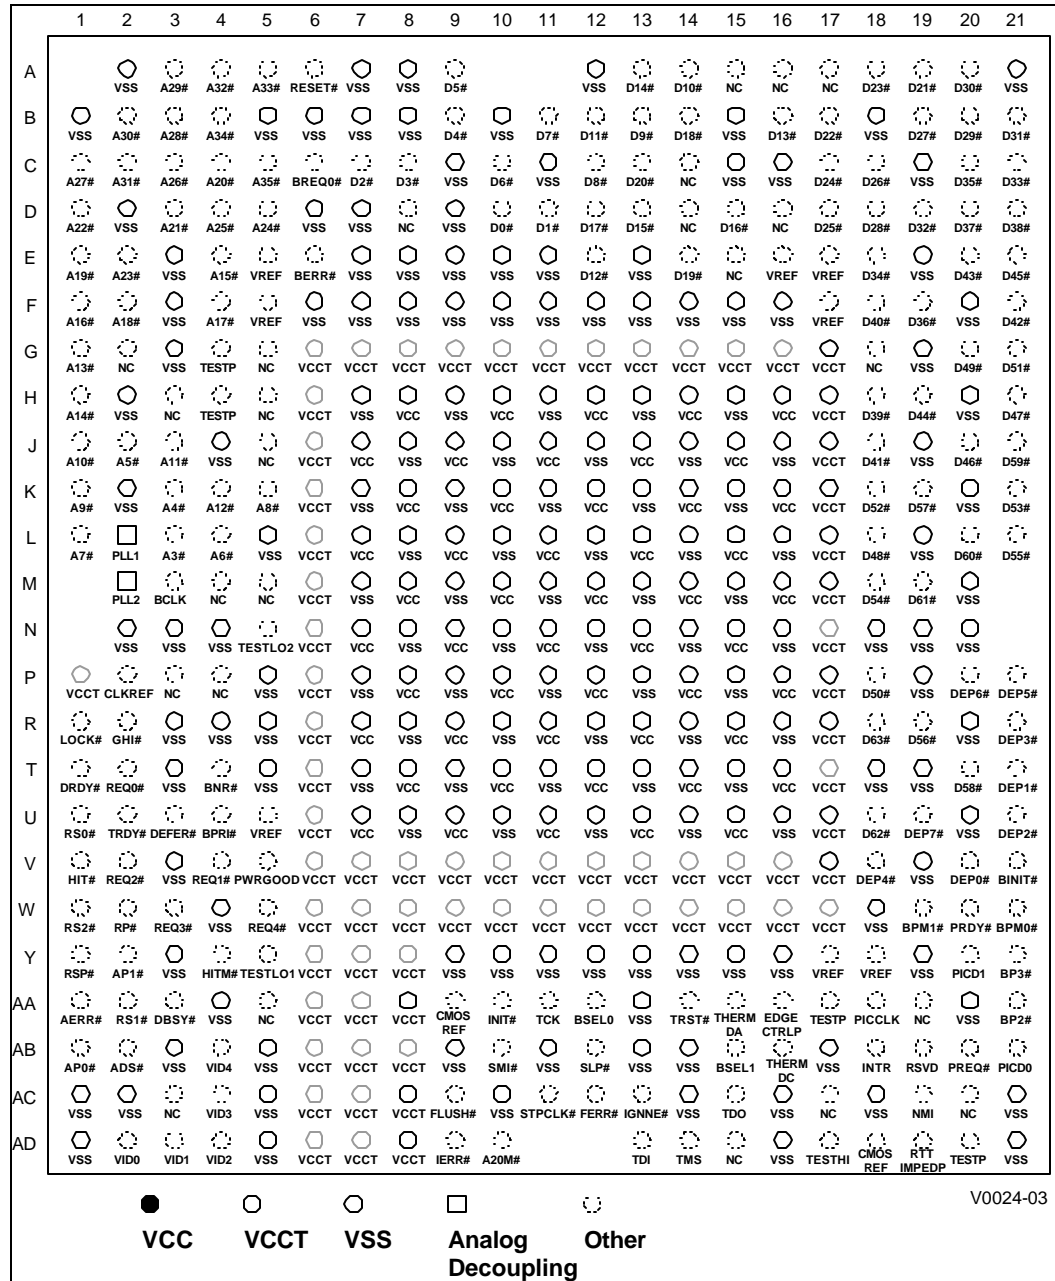 1 2 3 4 5 6 7 8 9 10 11 12 13 14 15 16 17 18 19 20 21
A
VSS A29# A32# A33# RESET# VSS VSS D5# VSS D14# D10# NC NC NC D23# D21# D30# VSS
B
VSS A30# A28# A34# VSS VSS VSS VSS D4# VSS D7# D11# D9# D18# VSS D13# D22# VSS D27# D29# D31#
C
A27# A31# A26# A20# A35# BREQ0# D2# D3# VSS D6# VSS D8# D20# NC VSS VSS D24# D26# VSS D35# D33#
D
A22# VSS A21# A25# A24# VSS VSS NC VSS D0# D1# D17# D15# NC D16# NC D25# D28# D32# D37# D38#
E
A19# A23# VSS A15# VREF BERR# VSS VSS VSS VSS VSS D12# VSS D19# NC VREF VREF D34# VSS D43# D45#
F
A16# A18# VSS A17# VREF VSS VSS VSS VSS VSS VSS VSS VSS VSS VSS VSS VREF D40# D36# VSS D42#
G
A13# NC VSS TESTP NC VCCT VCCT VCCT VCCT VCCT VCCT VCCT VCCT VCCT VCCT VCCT VCCT NC VSS D49# D51#
H
A14# VSS NC TESTP NC VCCT VSS VCC VSS VCC VSS VCC VSS VCC VSS VCC VCCT D39# D44# VSS D47#
J
A10# A5# A11# VSS NC VCCT VCC VSS VCC VSS VCC VSS VCC VSS VCC VSS VCCT D41# VSS D46# D59#
K
A9# VSS A4# A12# A8# VCCT VSS VCC VSS VCC VSS VCC VSS VCC VSS VCC VCCT D52# D57# VSS D53#
L
A7# PLL1 A3# A6# VSS VCCT VCC VSS VCC VSS VCC VSS VCC VSS VCC VSS VCCT D48# VSS D60# D55#
M
PLL2 BCLK NC NC VCCT VSS VCC VSS VCC VSS VCC VSS VCC VSS VCC VCCT D54# D61# VSS
N
VSS VSS VSS TESTLO2 VCCT VCC VSS VCC VSS VCC VSS VCC VSS VCC VSS VCCT VSS VSS VSS
P
VCCT CLKREF NC NC VSS VCCT VSS VCC VSS VCC VSS VCC VSS VCC VSS VCC VCCT D50# VSS DEP6# DEP5#
R
LOCK# GHI# VSS VSS VSS VCCT VCC VSS VCC VSS VCC VSS VCC VSS VCC VSS VCCT D63# D56# VSS DEP3#
T
DRDY# REQ0# VSS BNR# VSS VCCT VSS VCC VSS VCC VSS VCC VSS VCC VSS VCC VCCT VSS VSS D58# DEP1#
U
RS0# TRDY# DEFER# BPRI# VREF VCCT VCC VSS VCC VSS VCC VSS VCC VSS VCC VSS VCCT D62# DEP7# VSS DEP2#
V
HIT# REQ2# VSS REQ1# PWRGOOD VCCT VCCT VCCT VCCT VCCT VCCT VCCT VCCT VCCT VCCT VCCT VCCT DEP4# VSS DEP0# BINIT#
W
RS2# RP# REQ3# VSS REQ4# VCCT VCCT VCCT VCCT VCCT VCCT VCCT VCCT VCCT VCCT VCCT VCCT VSS BPM1# PRDY# BPM0#
Y
RSP# AP1# VSS HITM# TESTLO1 VCCT VCCT VCCT VSS VSS VSS VSS VSS VSS VSS VSS VREF VREF VSS PICD1 BP3#
AA
AERR# RS1# DBSY# VSS NC VCCT VCCT VCCT CMOS REF INIT# TCK BSEL0 VSS TRST# THERM DA EDGE CTRLP TESTP PICCLK NC VSS BP2#
AB
AP0# ADS# VSS VID4 VSS VCCT VCCT VCCT VSS SMI# VSS SLP# VSS VSS BSEL1 THERM DC VSS INTR RSVD PREQ# PICD0
AC
VSS VSS NC VID3 VSS VCCT VCCT VCCT FLUSH# VSS STPCLK# FERR# IGNNE# VSS TDO VSS NC VSS NMI NC VSS
AD
VSS VID0 VID1 VID2 VSS VCCT VCCT VCCT IERR# A20M# TDI TMS NC VSS TESTHI CMOS REF RTT IMPEDP TESTP VSS
V0024-03
VCC VCCT VSS Analog Other
Decoupling